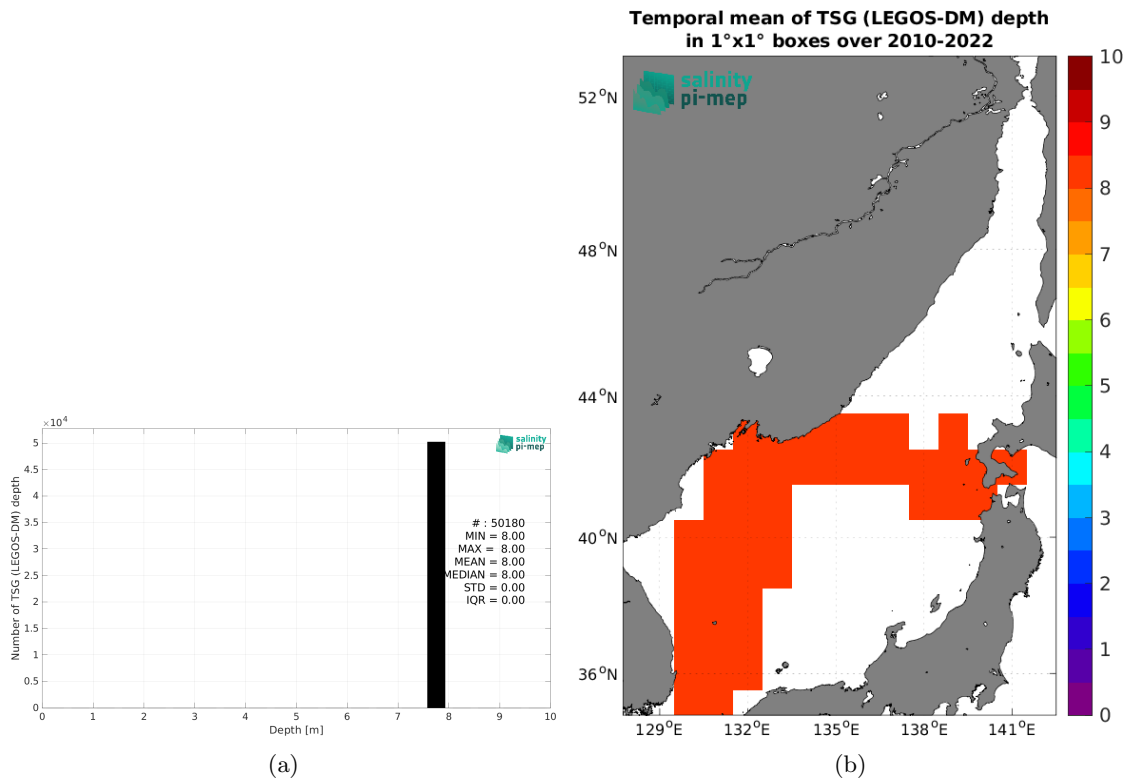 ×10⁴
5
4.5
4
3.5
3
2.5
2
1.5
1
0.5
0
Number of TSG (LEGOS-DM) depth
salinity
pi-mep
# : 50180
MIN = 8.00
MAX = 8.00
MEAN = 8.00
MEDIAN = 8.00
STD = 0.00
IQR = 0.00
0 1 2 3 4 5 6 7 8 9 10
Depth [m]
(a)
Temporal mean of TSG (LEGOS-DM) depth
in 1°x1° boxes over 2010-2022
salinity
pi-mep
52°N
48°N
44°N
40°N
36°N
129°E 132°E 135°E 138°E 141°E
10
9
8
7
6
5
4
3
2
1
0
(b)